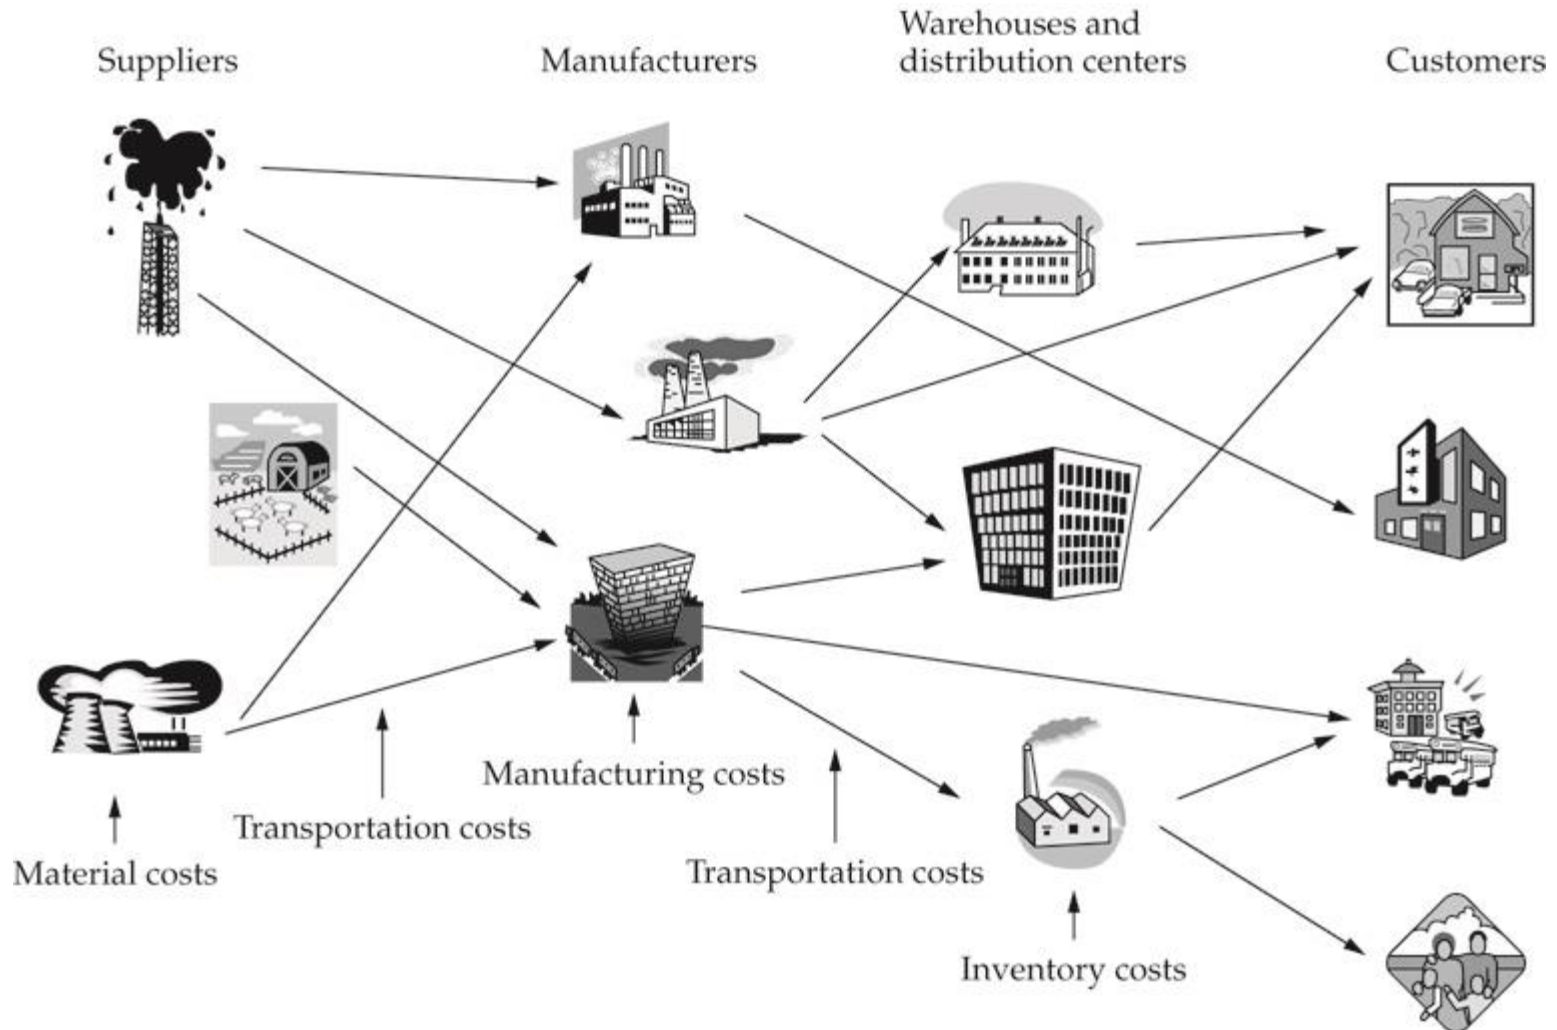 Suppliers
Manufacturers
Warehouses and
distribution centers
Customers
Material costs
Transportation costs
Manufacturing costs
Transportation costs
Inventory costs